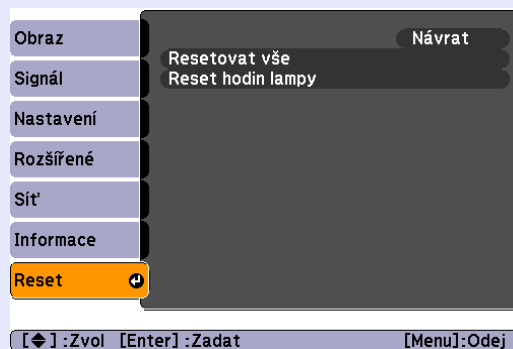 Obraz
Signál
Nastavení
Rozšířené
Síť
Informace
Reset
Návrat
Resetovat vše
Reset hodin lampy
[◆] :Zvol [Enter] :Zadat [Menu]:Odej